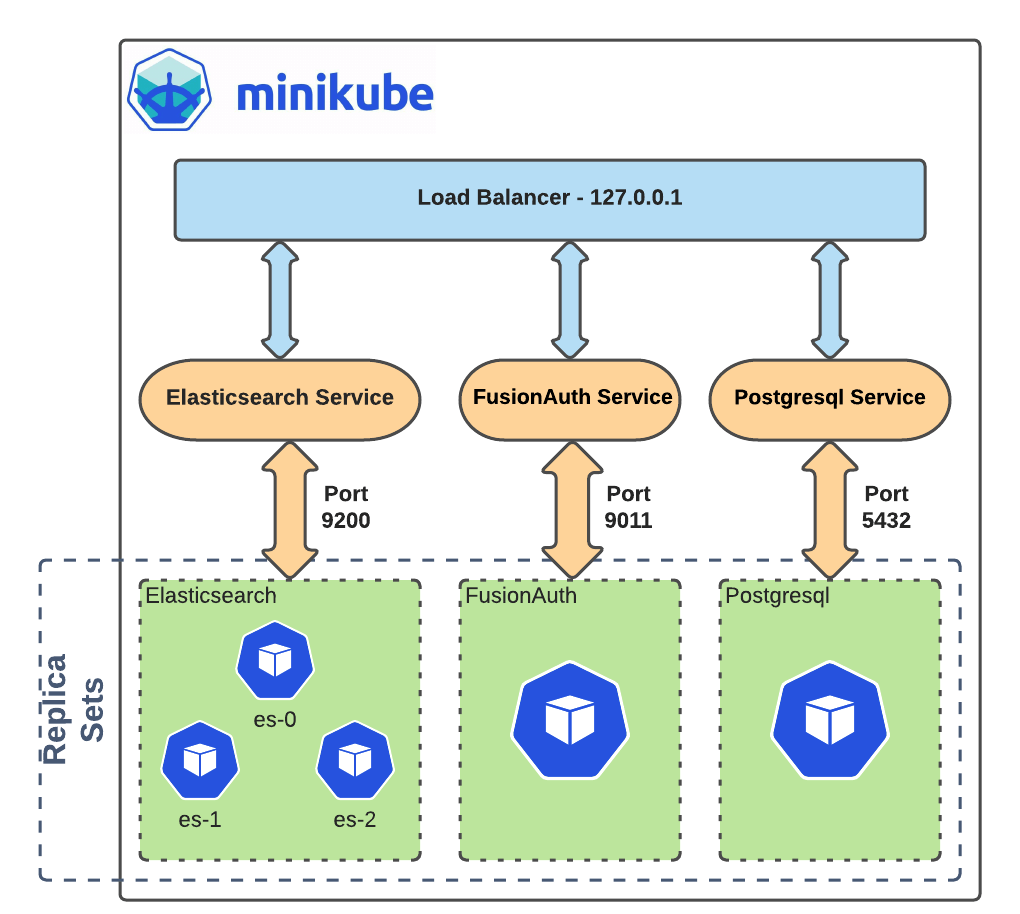 minikube
Load Balancer - 127.0.0.1
Elasticsearch Service
FusionAuth Service
Postgresql Service
Port
9200
Port
9011
Port
5432
Replica
Sets
Elasticsearch
FusionAuth
Postgresql
es-0
es-1
es-2